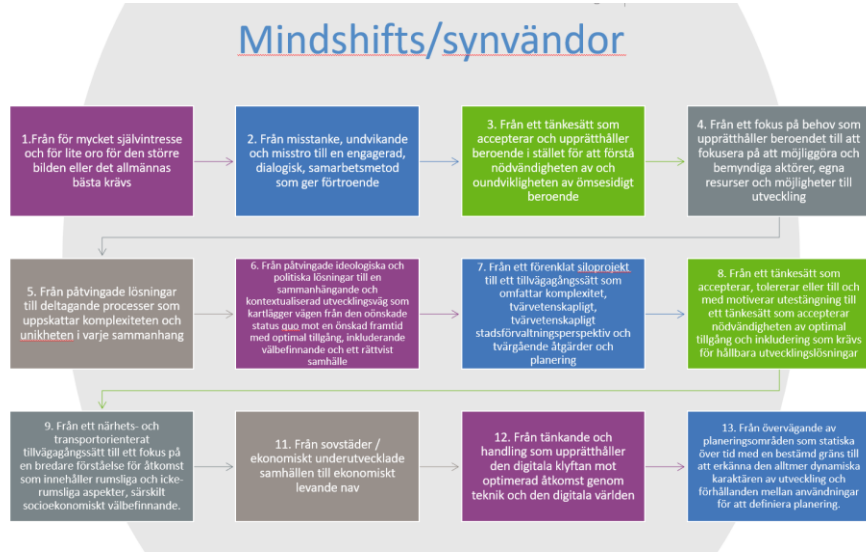 Mindshifts/synvändor
1.Från för mycket självintresse
och för lite oro för den större
bilden eller det allmännas
bästa krävs
2. Från misstanke, undvikande
och misstro till en engagerad,
dialogisk, samarbetsmetod
som ger förtroende
3. Från ett tänkesätt som
accepterar och upprätthåller
beroende i stället för att förstå
nödvändigheten av och
oundvikligheten av ömsesidigt
beroende
4. Från ett fokus på behov som
upprätthåller beroendet till att
fokusera på att möjliggöra och
bemyndiga aktörer, egna
resurser och möjligheter till
utveckling
5. Från påtvingade lösningar
till deltagande processer som
uppskattar komplexiteten och
unikheten i varje sammanhang
6. Från påtvingade ideologiska och
politiska lösningar till en
sammanhängande och
kontextualiserad utvecklingsväg som
kartlägger vägen från den oönskade
status quo mot en önskad framtid
med optimal tillgång, inkluderande
välbefinnande och ett rättvist
samhälle
7. Från ett förenklat siloprojekt
till ett tillvägagångssätt som
omfattar komplexitet,
tvärvetenskapligt,
tvärvetenskapligt
stadsförvaltningsperspektiv och
tvärgående åtgärder och
planering
8. Från ett tänkesätt som
accepterar, tolererar eller till och
med motiverar utestängning till
ett tänkesätt som accepterar
nödvändigheten av optimal
tillgång och inkludering som krävs
för hållbara utvecklingslösningar
9. Från ett närhets- och
transportorienterat
tillvägagångssätt till ett fokus på
en bredare förståelse för åtkomst
som innehåller rumsliga och icke-
rumsliga aspekter, särskilt
socioekonomiskt välbefinnande.
11. Från sovstäder /
ekonomiskt underutvecklade
samhällen till ekonomiskt
levande nav
12. Från tänkande och
handling som upprätthåller
den digitala klyftan mot
optimerad åtkomst genom
teknik och den digitala världen
13. Från övervägande av
planeringsområden som statiska
över tid med en bestämd gräns till
att erkänna den alltmer dynamiska
karaktären av utveckling och
förhållanden mellan användningar
för att definiera planering.